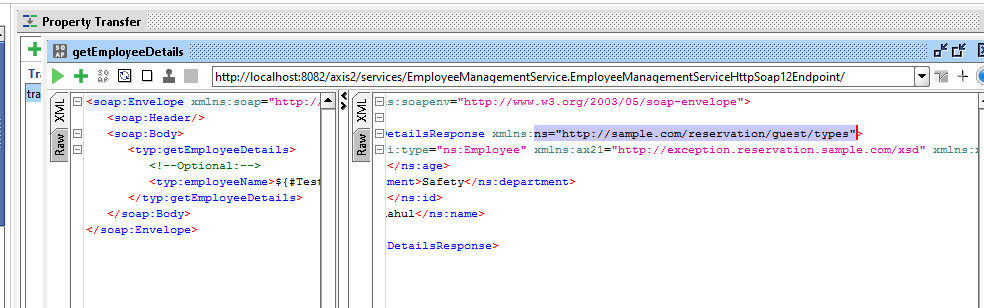 Property Transfer
getEmployeeDetails
Tra
tra
http://localhost:8082/axis2/services/EmployeeManagementService.EmployeeManagementServiceHttpSoap12Endpoint/
XML
Raw
<soap:Envelope xmlns:soap="http:/
<soap:Header/>
<soap:Body>
<typ:getEmployeeDetails>
<!--Optional:-->
<typ:employeeName>${#Test
</typ:getEmployeeDetails>
</soap:Body>
</soap:Envelope>
XML
Raw
s:soapenv="http://www.w3.org/2003/05/soap-envelope">
DetailsResponse xmlns:ns="http://sample.com/reservation/guest/types">
i:type="ns:Employee" xmlns:ax21="http://exception.reservation.sample.com/xsd" xmlns:x
</ns:age>
ment>Safety</ns:department>
</ns:id>
ahul</ns:name>
DetailsResponse>